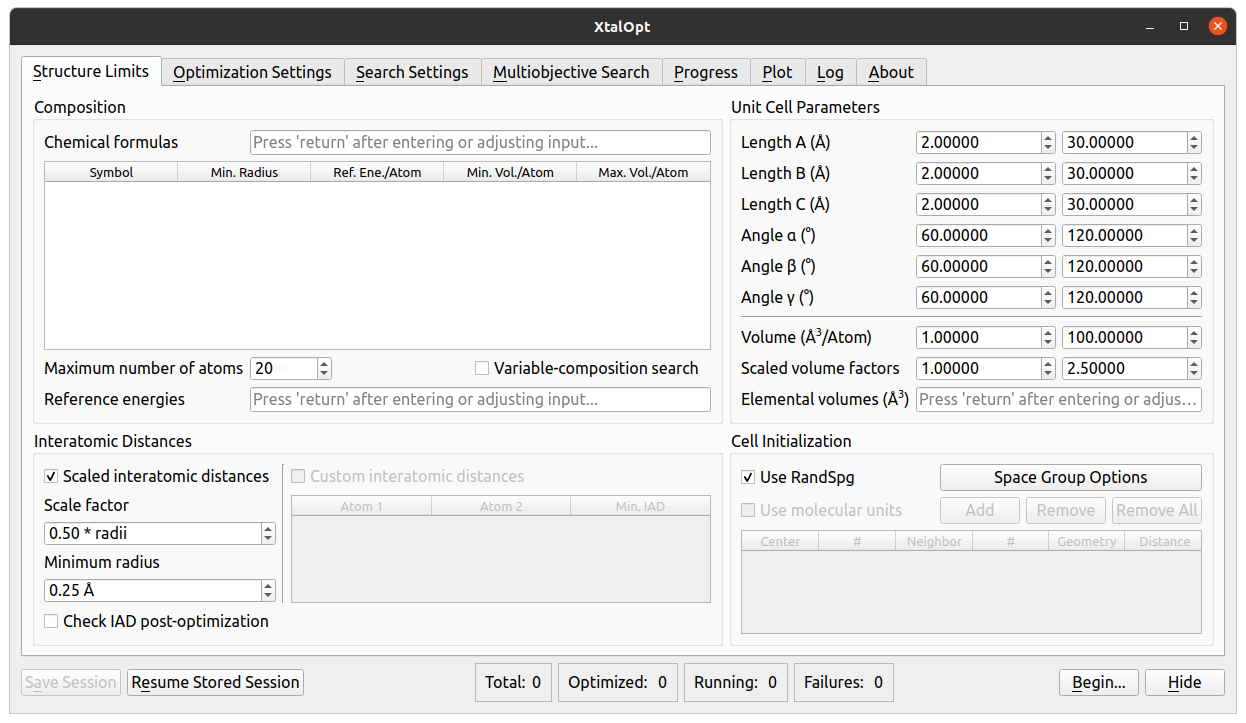 XtalOpt
Structure Limits Optimization Settings Search Settings Multiobjective Search Progress Plot Log About
Composition
Chemical formulas Press 'return' after entering or adjusting input...
Symbol Min. Radius Ref. Ene./Atom Min. Vol./Atom Max. Vol./Atom
Maximum number of atoms 20 Variable-composition search
Reference energies Press 'return' after entering or adjusting input...
Unit Cell Parameters
Length A (Å) 2.00000 30.00000
Length B (Å) 2.00000 30.00000
Length C (Å) 2.00000 30.00000
Angle α (°) 60.00000 120.00000
Angle β (°) 60.00000 120.00000
Angle γ (°) 60.00000 120.00000
Volume (Å³/Atom) 1.00000 100.00000
Scaled volume factors 1.00000 2.50000
Elemental volumes (Å³) Press 'return' after entering or adjus...
Interatomic Distances
Scaled interatomic distances
Scale factor
0.50 * radii
Minimum radius
0.25 Å
Check IAD post-optimization
Custom interatomic distances
Atom 1 Atom 2 Min. IAD
Cell Initialization
Use RandSpg Space Group Options
Use molecular units Add Remove Remove All
Center # Neighbor # Geometry Distance
Save Session Resume Stored Session Total: 0 Optimized: 0 Running: 0 Failures: 0 Begin... Hide